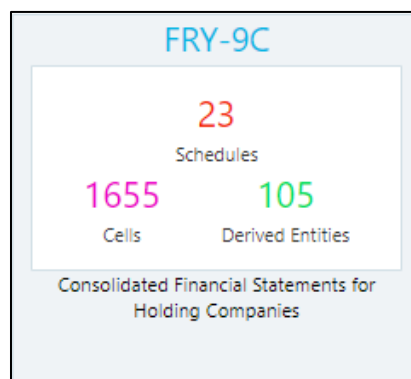 FRY-9C
23
Schedules
1655 105
Cells Derived Entities
Consolidated Financial Statements for
Holding Companies